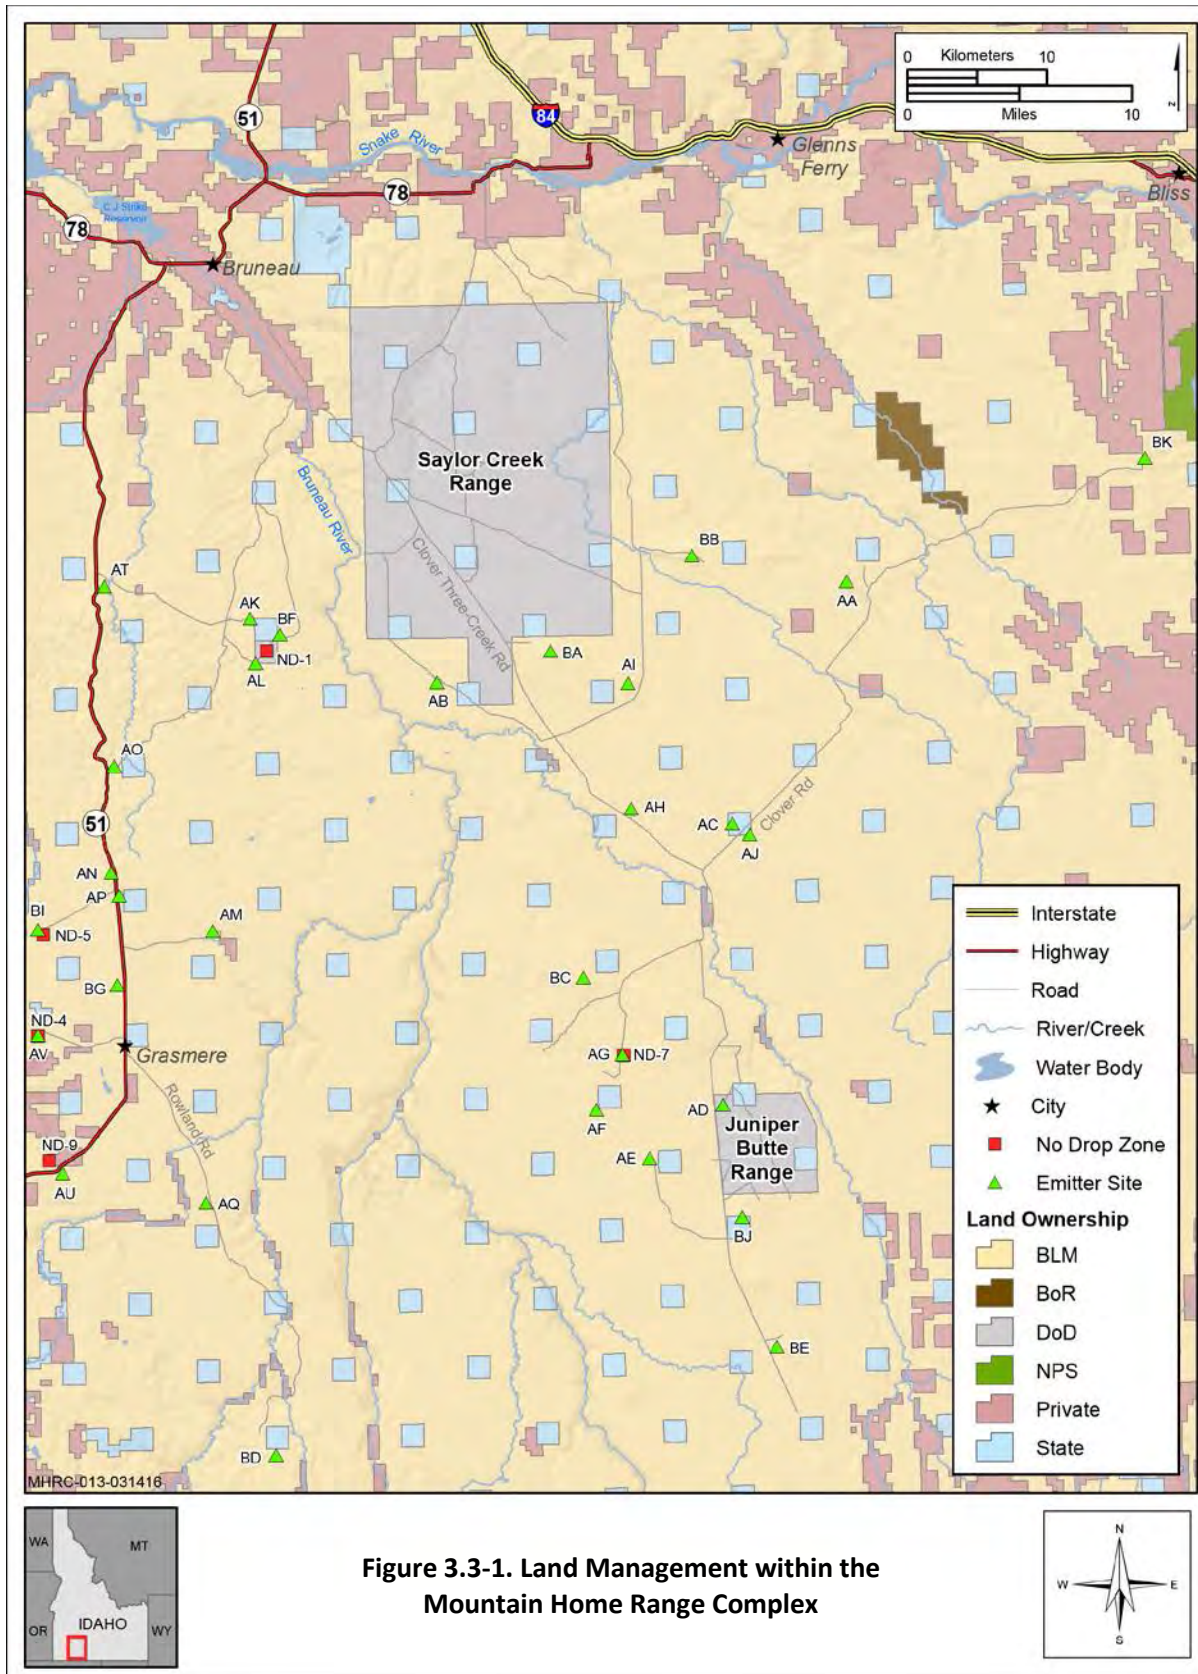 0 Kilometers 10
0 Miles 10
N
51
84
Snake River
Glenns
Ferry
Bliss
78
C J Strike
Reservoir
78
Bruneau
BK
Saylor Creek
Range
Bruneau River
Clover Three-Creek Rd
BB
AT
AA
AK
BF
ND-1
AL
BA
AI
AB
AO
AH
AC
Clover Rd
AJ
51
AN
AP
BI
ND-5
AM
BG
BC
ND-4
AV
Grasmere
AG
ND-7
Rowland Rd
AD
AF
Juniper
Butte
Range
ND-9
AU
AE
AQ
BJ
BE
BD
MHRC-013-031416
Interstate
Highway
Road
River/Creek
Water Body
City
No Drop Zone
Emitter Site
Land Ownership
BLM
BoR
DoD
NPS
Private
State
WA
MT
OR
IDAHO
WY
Figure 3.3-1. Land Management within the
Mountain Home Range Complex
N
W E
S